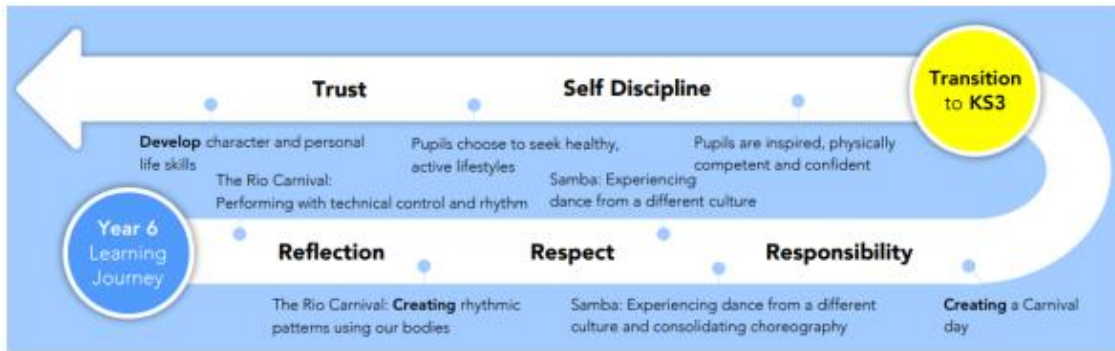 Trust
Self Discipline
Transition
to KS3
Develop character and personal
life skills
Pupils choose to seek healthy,
active lifestyles
Pupils are inspired, physically
competent and confident
The Rio Carnival:
Performing with technical control and rhythm
Samba: Experiencing
dance from a different culture
Year 6
Learning
Journey
Reflection
Respect
Responsibility
The Rio Carnival: Creating rhythmic
patterns using our bodies
Samba: Experiencing dance from a different
culture and consolidating choreography
Creating a Carnival
day